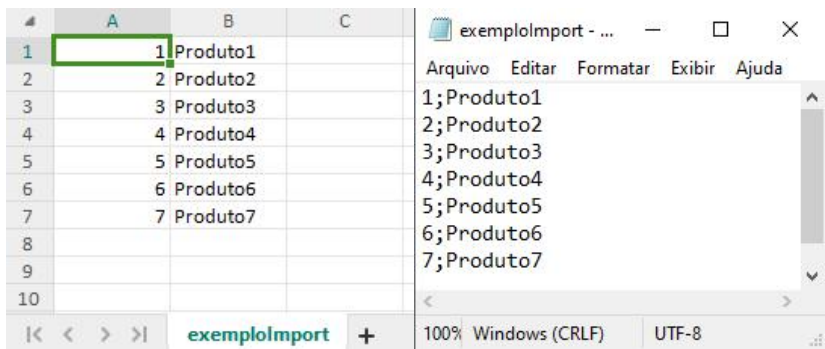 A B C
1 1 Produto1
2 2 Produto2
3 3 Produto3
4 4 Produto4
5 5 Produto5
6 6 Produto6
7 7 Produto7
8
9
10
exemploImport +
exemploImport - ...
Arquivo Editar Formatar Exibir Ajuda
1;Produto1
2;Produto2
3;Produto3
4;Produto4
5;Produto5
6;Produto6
7;Produto7
100% Windows (CRLF) UTF-8